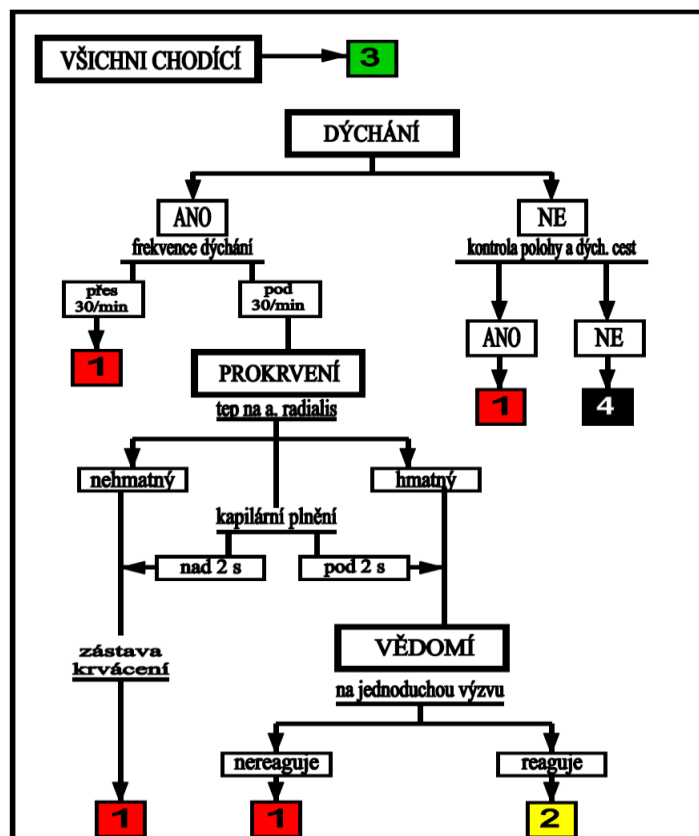 VŠICHNI CHODÍCÍ
3
DÝCHÁNÍ
ANO
NE
frekvence dýchání
kontrola polohy a dých. cest
přes
30/min
pod
30/min
ANO
NE
1
PROKRVENÍ
1
4
tep na a. radialis
nehmatný
hmatný
kapilární plnění
nad 2 s
pod 2 s
zástava
krvácení
VĚDOMÍ
na jednoduchou výzvu
nereaguje
reaguje
1
1
2